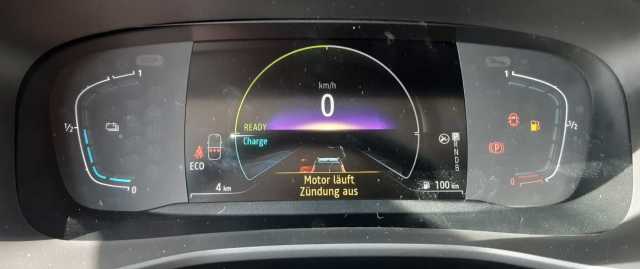 1
1/2
0
km/h
0
READY
Charge
ECO
P
R
N
D
B
1
1/2
0
(P)
Motor läuft
Zündung aus
4 km
100 km